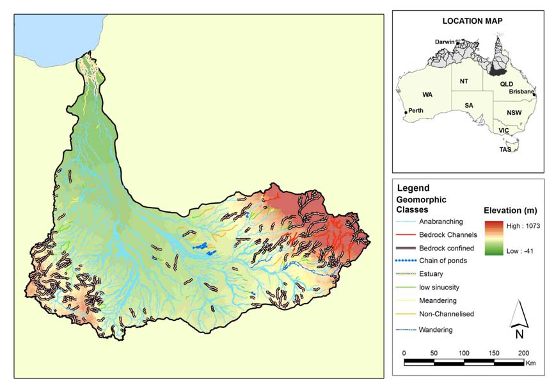 LOCATION MAP
Darwin
NT
QLD
Brisbane
WA
SA
Perth
NSW
VIC
TAS
Legend
Geomorphic
Classes
Anabranching
Bedrock Channels
Bedrock confined
Chain of ponds
Estuary
low sinuosity
Meandering
Non-Channelised
Wandering
Elevation (m)
High : 1073
Low : -41
N
0 50 100 150 200
Km